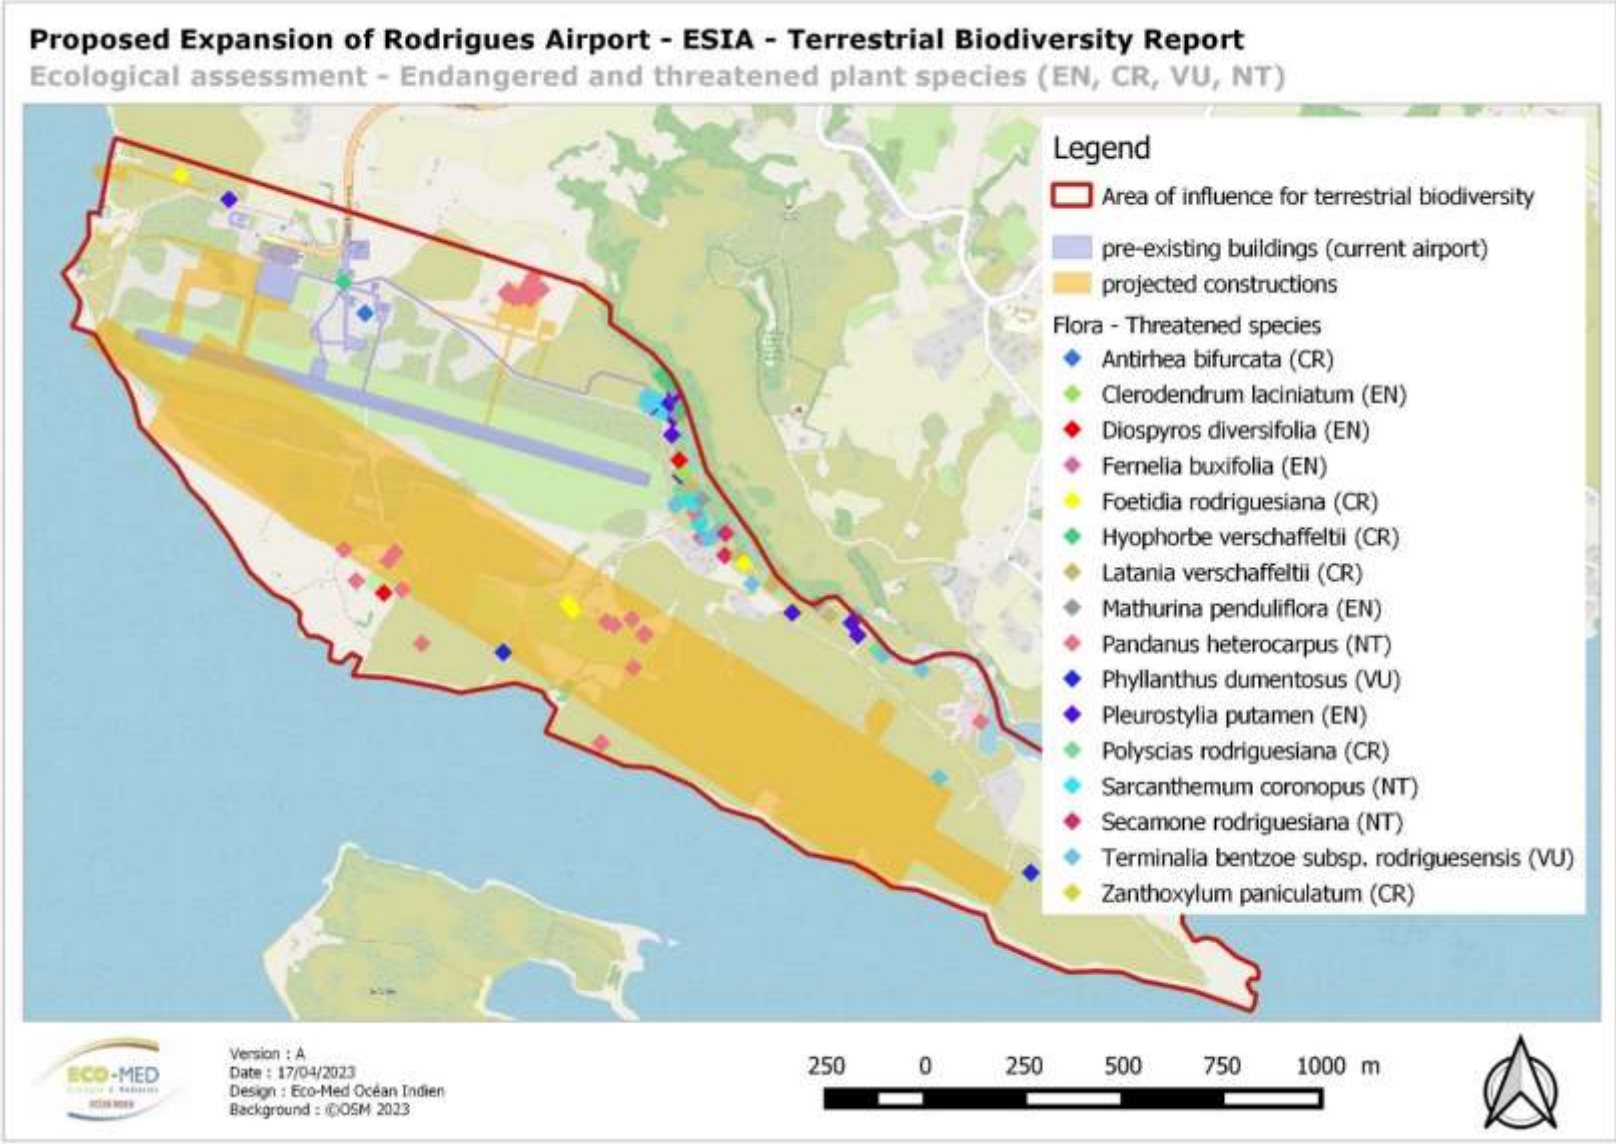 Proposed Expansion of Rodrigues Airport - ESIA - Terrestrial Biodiversity Report
Ecological assessment - Endangered and threatened plant species (EN, CR, VU, NT)
Legend
Area of influence for terrestrial biodiversity
pre-existing buildings (current airport)
projected constructions
Flora - Threatened species
Antirhea bifurcata (CR)
Clerodendrum laciniatum (EN)
Diospyros diversifolia (EN)
Fernelia buxifolia (EN)
Foetidia rodriguesiana (CR)
Hyophorbe verschaffeltii (CR)
Latania verschaffeltii (CR)
Mathurina penduliflora (EN)
Pandanus heterocarpus (NT)
Phyllanthus dumentosus (VU)
Pleurostylia putamen (EN)
Polyscias rodriguesiana (CR)
Sarcanthemum coronopus (NT)
Secamone rodriguesiana (NT)
Terminalia bentzoe subsp. rodriguesensis (VU)
Zanthoxylum paniculatum (CR)
ECO-MED
OCÉAN INDIEN
Version : A
Date : 17/04/2023
Design : Eco-Med Océan Indien
Background : ©OSM 2023
250 0 250 500 750 1000 m